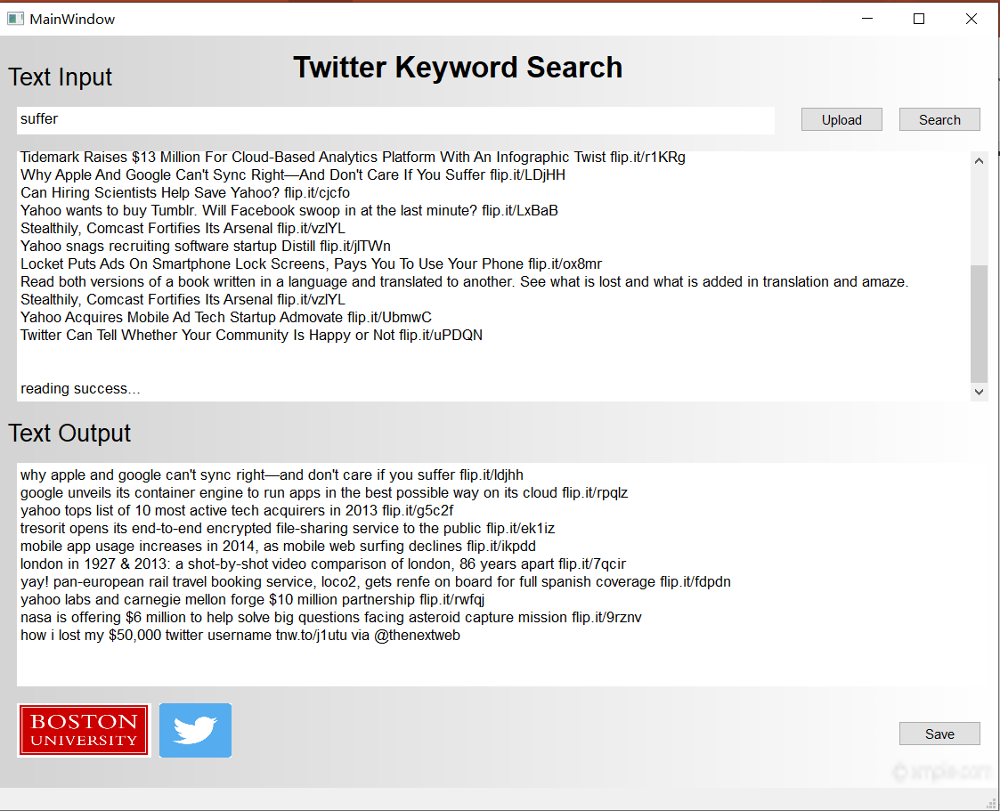 MainWindow
Twitter Keyword Search
Text Input
suffer
Upload
Search
Tidemark Raises $13 Million For Cloud-Based Analytics Platform With An Infographic Twist flip.it/r1KRg
Why Apple And Google Can't Sync Right—And Don't Care If You Suffer flip.it/LDjHH
Can Hiring Scientists Help Save Yahoo? flip.it/cjcfo
Yahoo wants to buy Tumblr. Will Facebook swoop in at the last minute? flip.it/LxBaB
Stealthily, Comcast Fortifies Its Arsenal flip.it/vzlYL
Yahoo snags recruiting software startup Distill flip.it/jlTWn
Locket Puts Ads On Smartphone Lock Screens, Pays You To Use Your Phone flip.it/ox8mr
Read both versions of a book written in a language and translated to another. See what is lost and what is added in translation and amaze.
Stealthily, Comcast Fortifies Its Arsenal flip.it/vzlYL
Yahoo Acquires Mobile Ad Tech Startup Admovate flip.it/UbmwC
Twitter Can Tell Whether Your Community Is Happy or Not flip.it/uPDQN
reading success...
Text Output
why apple and google can't sync right—and don't care if you suffer flip.it/ldjhh
google unveils its container engine to run apps in the best possible way on its cloud flip.it/rpqlz
yahoo tops list of 10 most active tech acquirers in 2013 flip.it/g5c2f
tresorit opens its end-to-end encrypted file-sharing service to the public flip.it/ek1iz
mobile app usage increases in 2014, as mobile web surfing declines flip.it/ikpdd
london in 1927 & 2013: a shot-by-shot video comparison of london, 86 years apart flip.it/7qcir
yay! pan-european rail travel booking service, loco2, gets renfe on board for full spanish coverage flip.it/fdpdn
yahoo labs and carnegie mellon forge $10 million partnership flip.it/rwfqj
nasa is offering $6 million to help solve big questions facing asteroid capture mission flip.it/9rznv
how i lost my $50,000 twitter username tnw.to/j1utu via @thenextweb
BOSTON
UNIVERSITY
Save